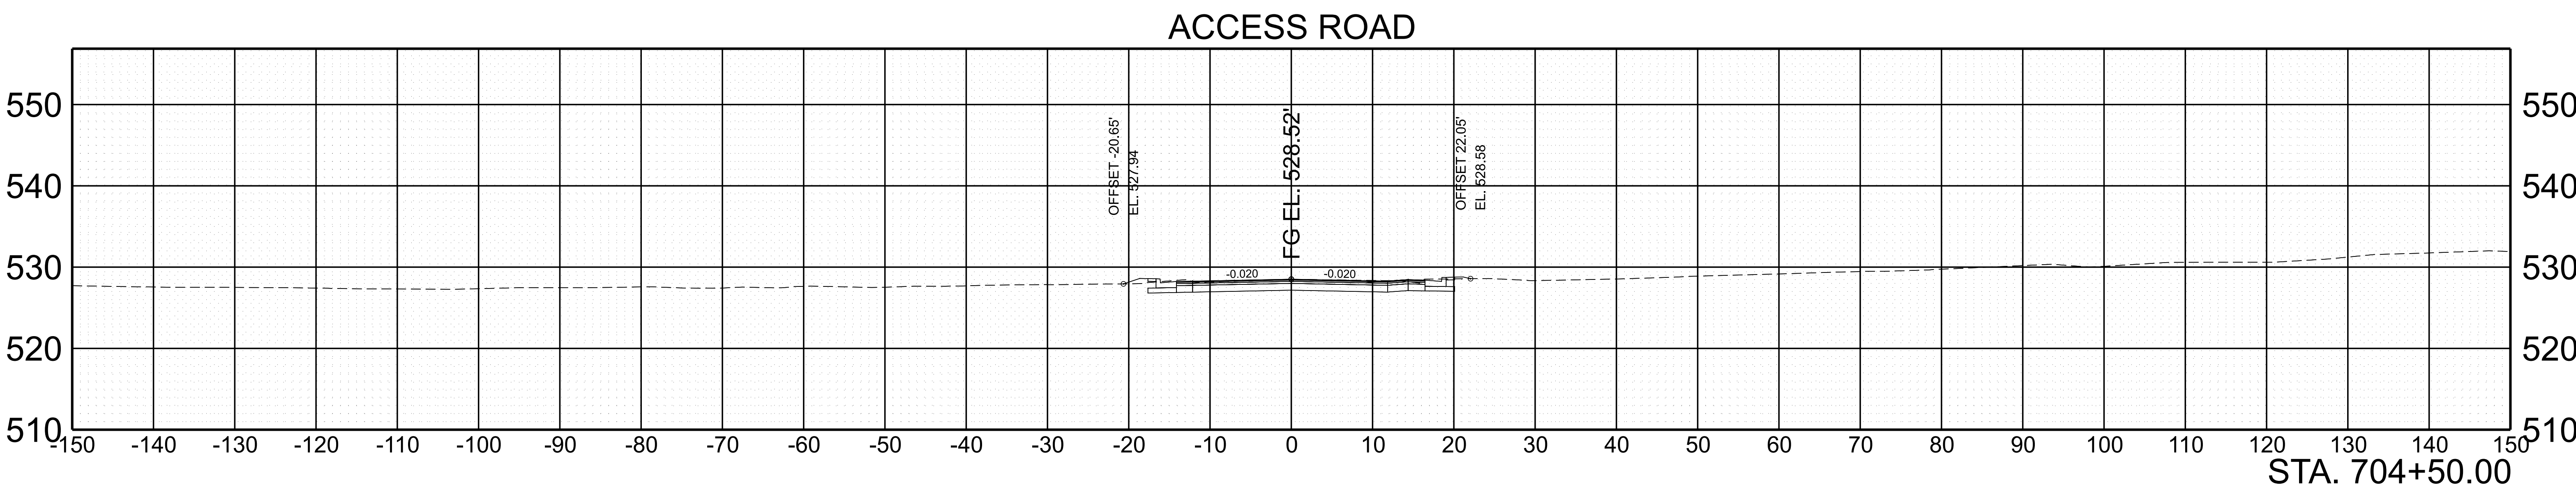 ACCESS ROAD
550
550
OFFSET -20.65'
EL. 527.94
FG EL. 528.52'
OFFSET 22.05'
EL. 528.58
540
540
530
530
-0.020
-0.020
520
520
510
510
-150 -140 -130 -120 -110 -100 -90 -80 -70 -60 -50 -40 -30 -20 -10 0 10 20 30 40 50 60 70 80 90 100 110 120 130 140 150
STA. 704+50.00